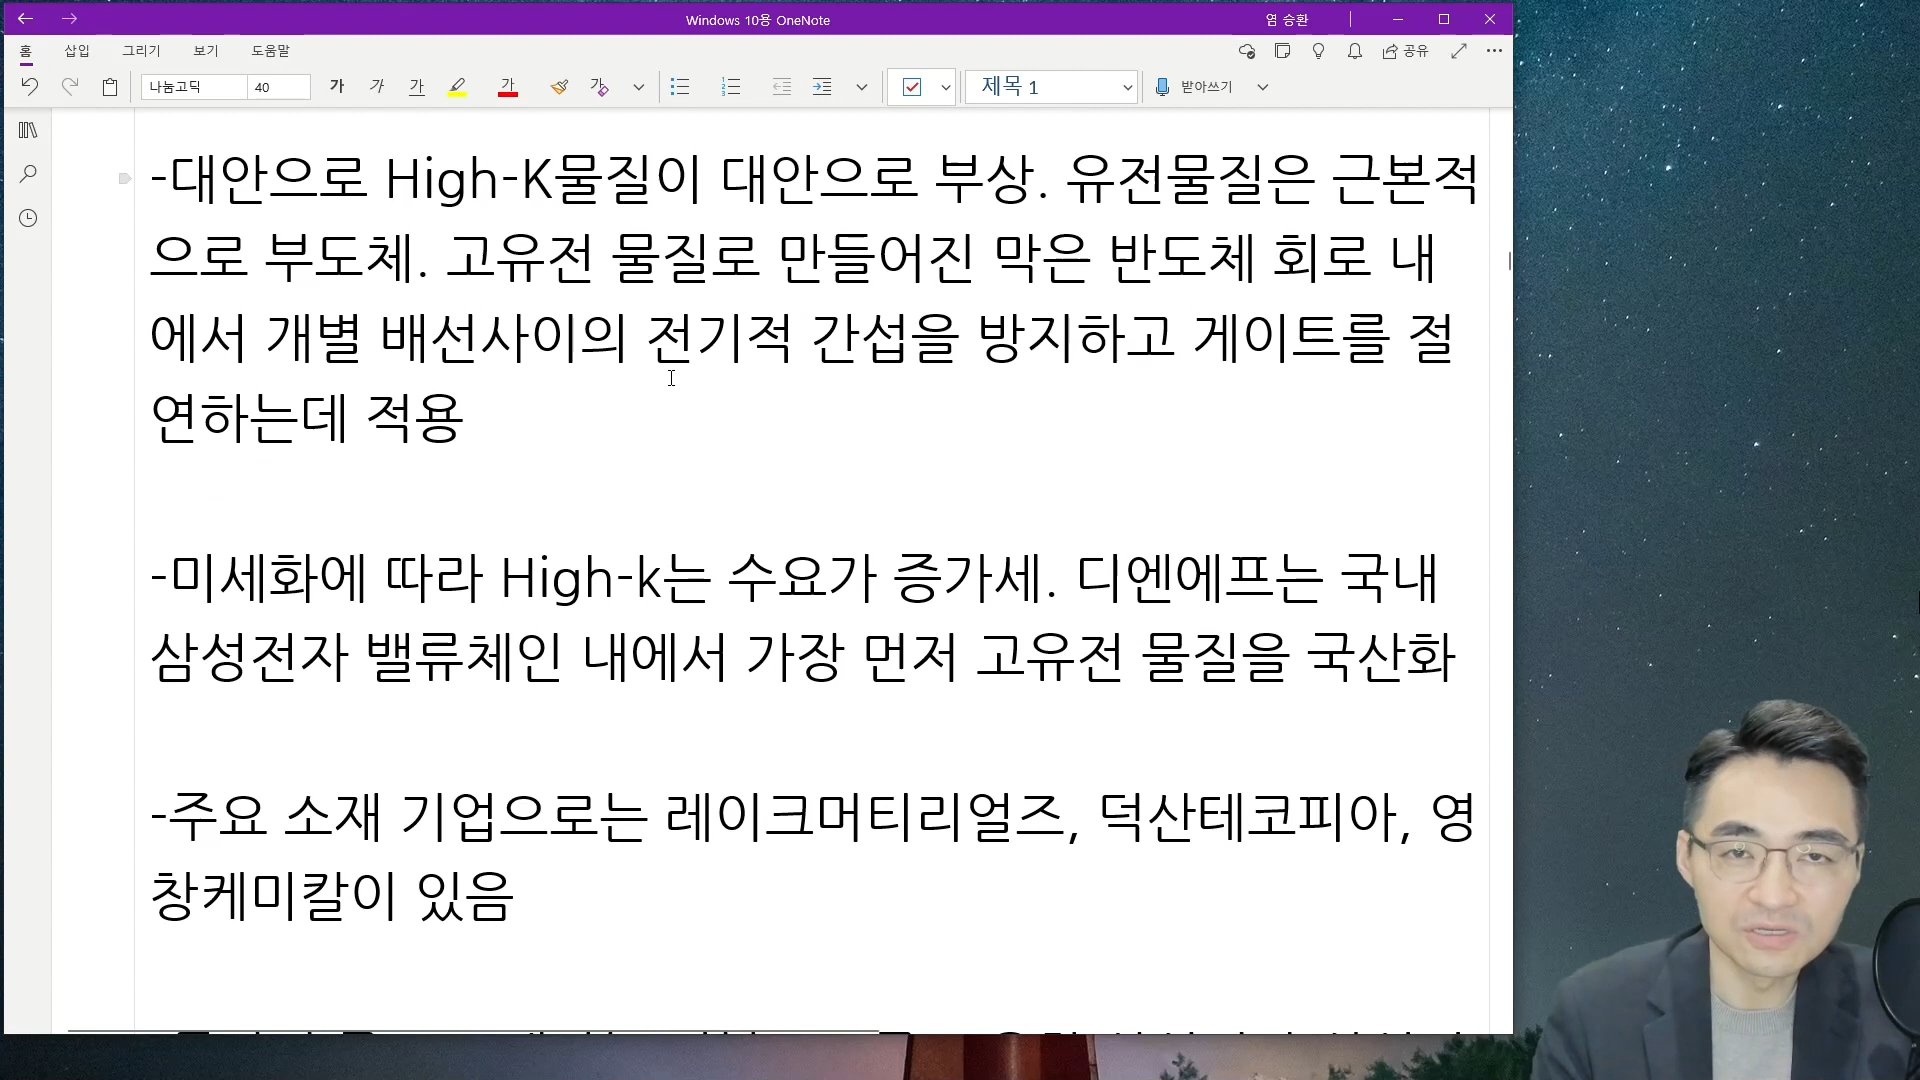 Windows 10용 OneNote
염 승환
홈 삽입 그리기 보기 도움말
공유
나눔고딕 40 가 가 가 가 가 제목 1 받아쓰기
-대안으로 High-K물질이 대안으로 부상. 유전물질은 근본적
으로 부도체. 고유전 물질로 만들어진 막은 반도체 회로 내
에서 개별 배선사이의 전기적 간섭을 방지하고 게이트를 절
연하는데 적용
-미세화에 따라 High-k는 수요가 증가세. 디엔에프는 국내
삼성전자 밸류체인 내에서 가장 먼저 고유전 물질을 국산화
-주요 소재 기업으로는 레이크머티리얼즈, 덕산테코피아, 영
창케미칼이 있음